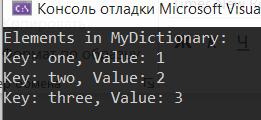 Консоль отладки Microsoft Visua
Elements in MyDictionary:
Key: one, Value: 1
Key: two, Value: 2
Key: three, Value: 3